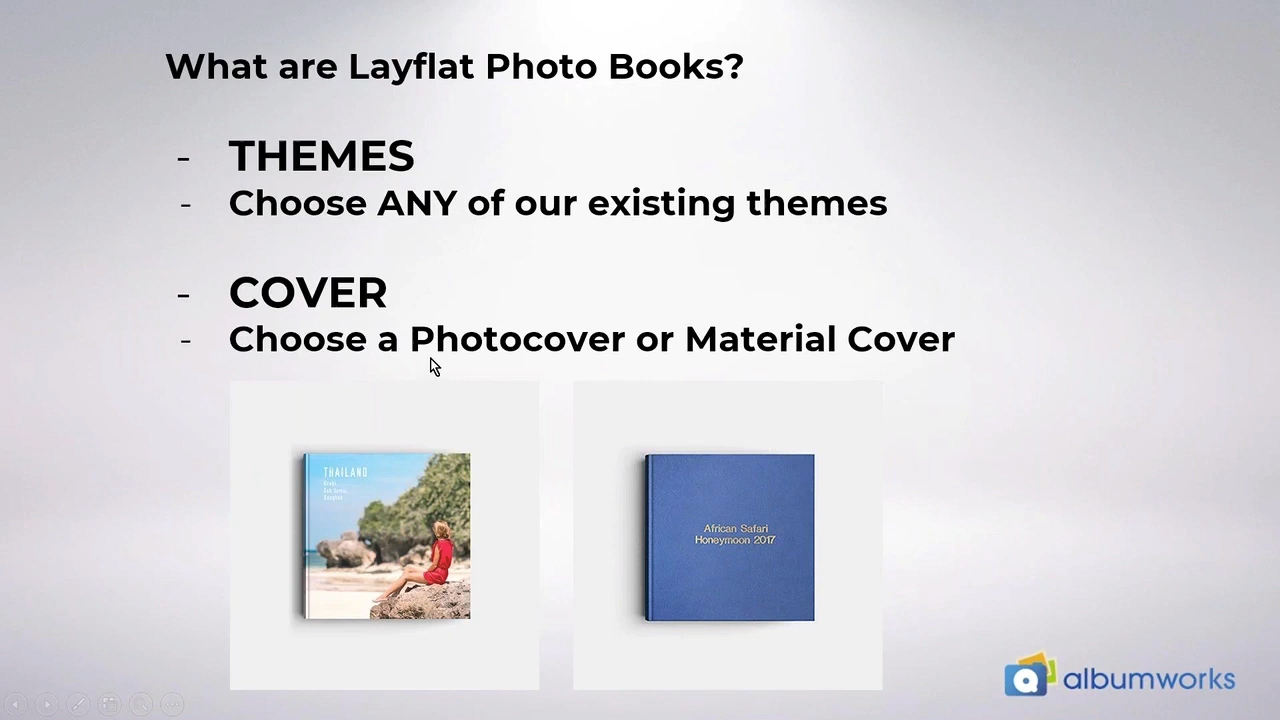 What are Layflat Photo Books?
- THEMES
- Choose ANY of our existing themes
- COVER
- Choose a Photocover or Material Cover
THAILAND
African Safari
Honeymoon 2017
albumworks